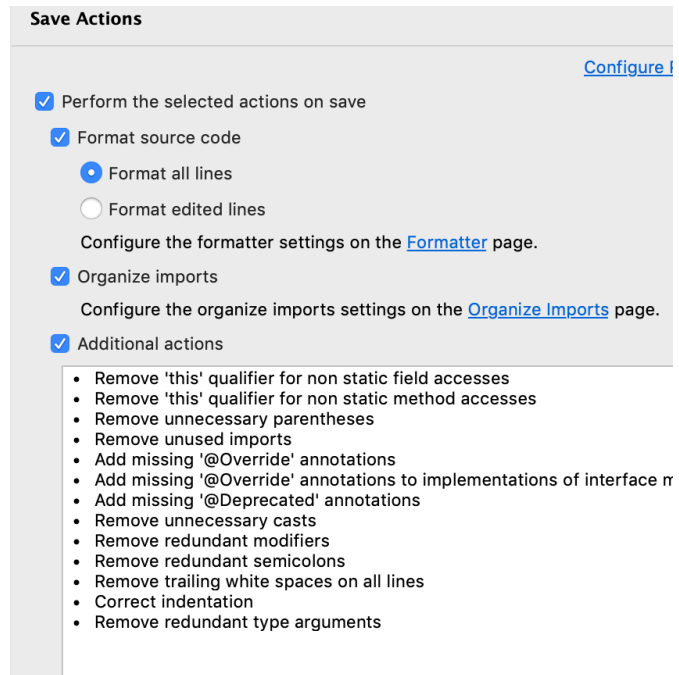 Save Actions
Configure
Perform the selected actions on save
Format source code
Format all lines
Format edited lines
Configure the formatter settings on the Formatter page.
Organize imports
Configure the organize imports settings on the Organize Imports page.
Additional actions
• Remove 'this' qualifier for non static field accesses
• Remove 'this' qualifier for non static method accesses
• Remove unnecessary parentheses
• Remove unused imports
• Add missing '@Override' annotations
• Add missing '@Override' annotations to implementations of interface
• Add missing '@Deprecated' annotations
• Remove unnecessary casts
• Remove redundant modifiers
• Remove redundant semicolons
• Remove trailing white spaces on all lines
• Correct indentation
• Remove redundant type arguments